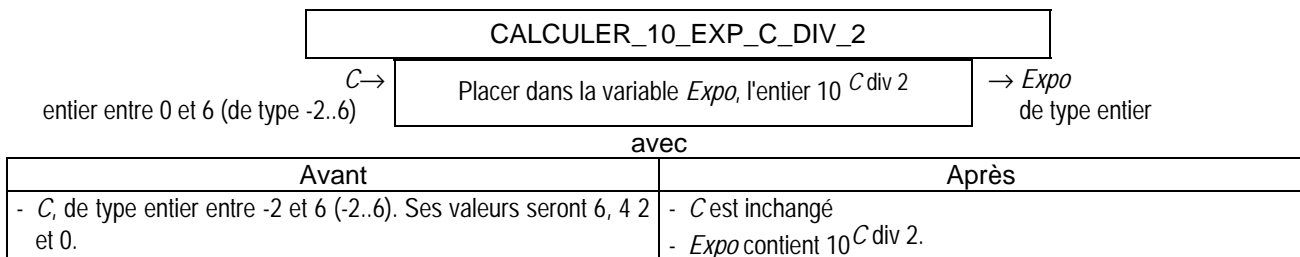 CALCULER_10_EXP_C_DIV_2
C→ Placer dans la variable Expo, l'entier 10 C div 2 → Expo
entier entre 0 et 6 (de type -2..6) de type entier
avec
Avant Après
- C, de type entier entre -2 et 6 (-2..6). Ses valeurs seront 6, 4 2 - C est inchangé
et 0. - Expo contient 10C div 2.